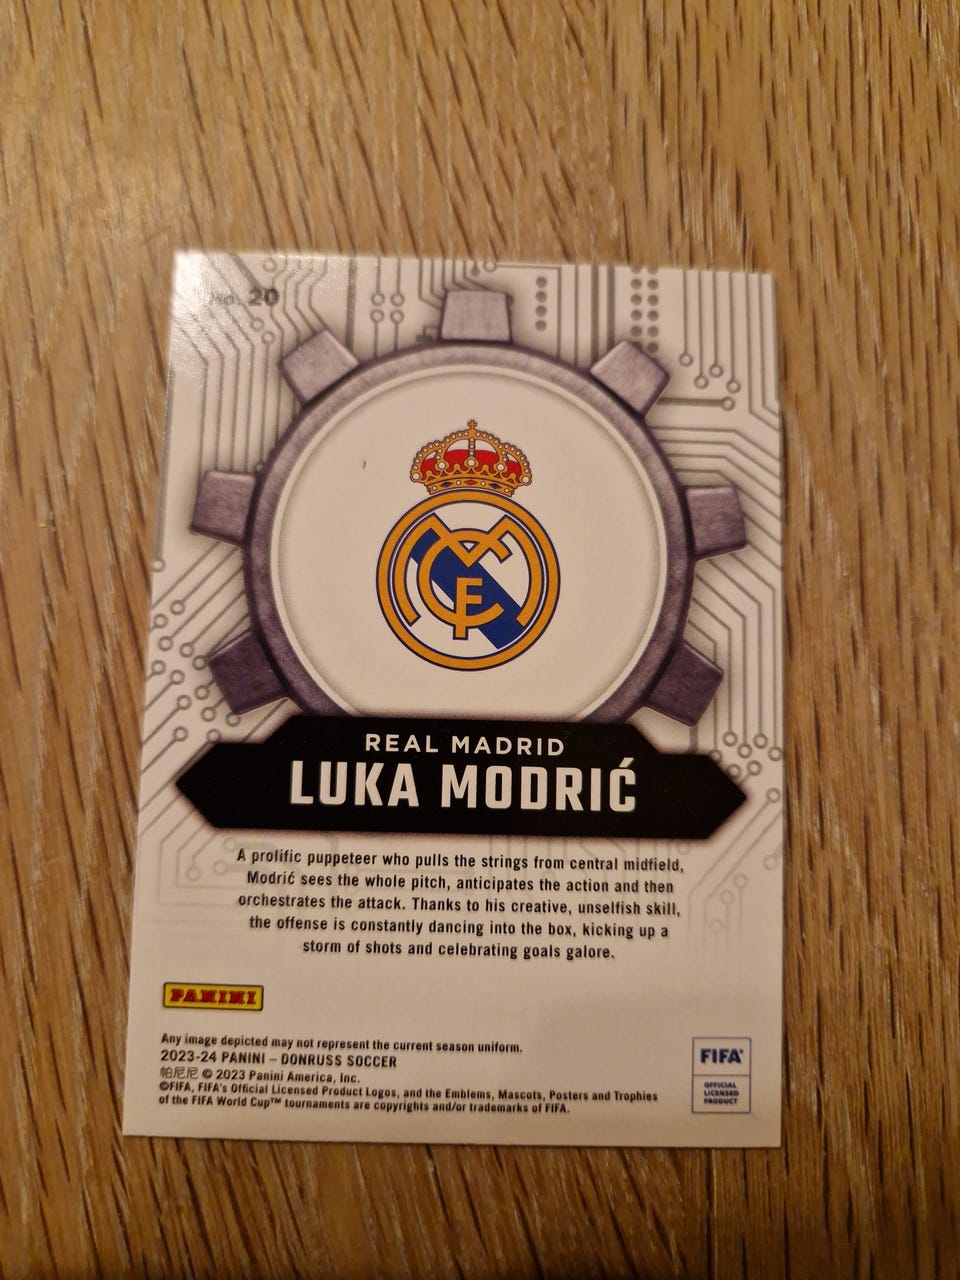 No. 20
REAL MADRID
LUKA MODRIĆ
A prolific puppeteer who pulls the strings from central midfield,
Modrić sees the whole pitch, anticipates the action and then
orchestrates the attack. Thanks to his creative, unselfish skill,
the offense is constantly dancing into the box, kicking up a
storm of shots and celebrating goals galore.
PANINI
Any image depicted may not represent the current season uniform.
2023-24 PANINI – DONRUSS SOCCER
帕尼尼 © 2023 Panini America, Inc.
©FIFA, FIFA's Official Licensed Product Logos, and the Emblems, Mascots, Posters and Trophies
of the FIFA World Cup™ tournaments are copyrights and/or trademarks of FIFA.
FIFA®
OFFICIAL
LICENSED
PRODUCT